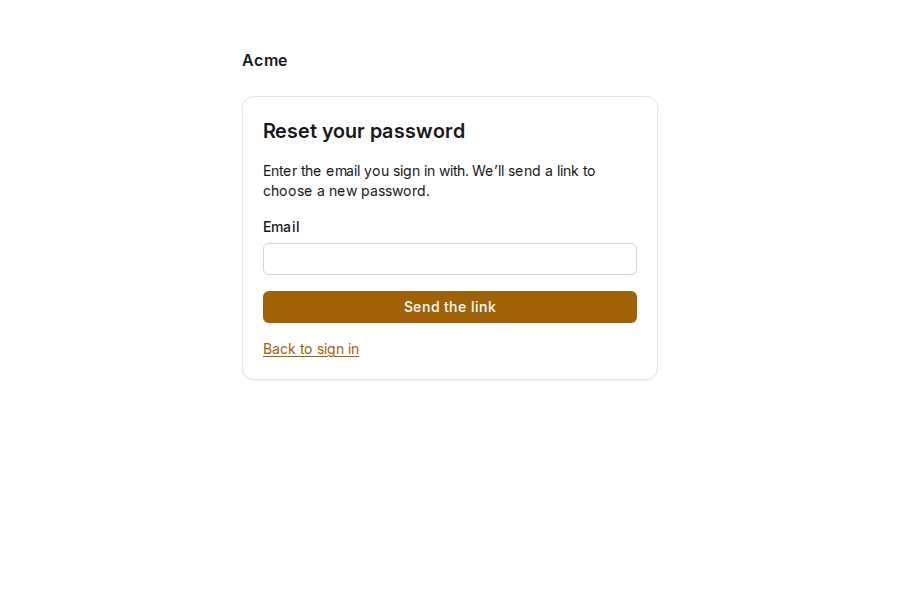 Acme
Reset your password
Enter the email you sign in with. We’ll send a link to
choose a new password.
Email
Send the link
Back to sign in